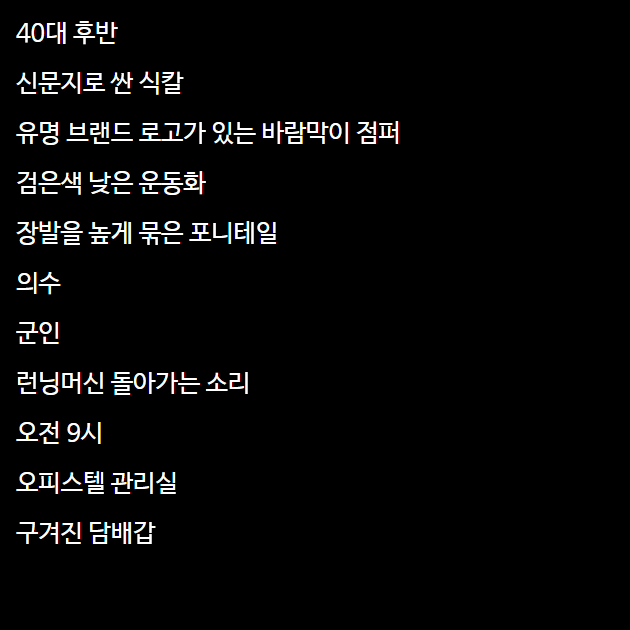 40대 후반
신문지로 싼 식칼
유명 브랜드 로고가 있는 바람막이 점퍼
검은색 낮은 운동화
장발을 높게 묶은 포니테일
의수
군인
런닝머신 돌아가는 소리
오전 9시
오피스텔 관리실
구겨진 담배갑